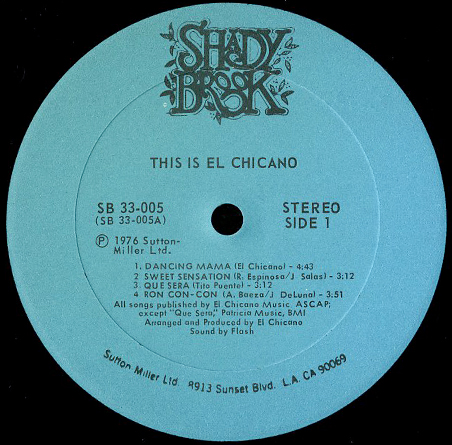 SHADY
BROOK
THIS IS EL CHICANO
SB 33-005
(SB 33-005A)
STEREO
SIDE 1
Ⓟ 1976 Sutton-
Miller Ltd.
1. DANCING MAMA (El Chicano) - 4:43
2 SWEET SENSATION (R. Espinosa/J Salas) - 3:12
3 QUE SERA (Tito Puente) - 3:12
4 RON CON-CON (A. Baeza/J DeLuna) - 3:51
All songs published by El Chicano Music ASCAP;
except "Que Sera," Patricia Music, BMI
Arranged and Produced by El Chicano
Sound by Flash
Sutton Miller Ltd. 8913 Sunset Blvd. L.A. CA 90069